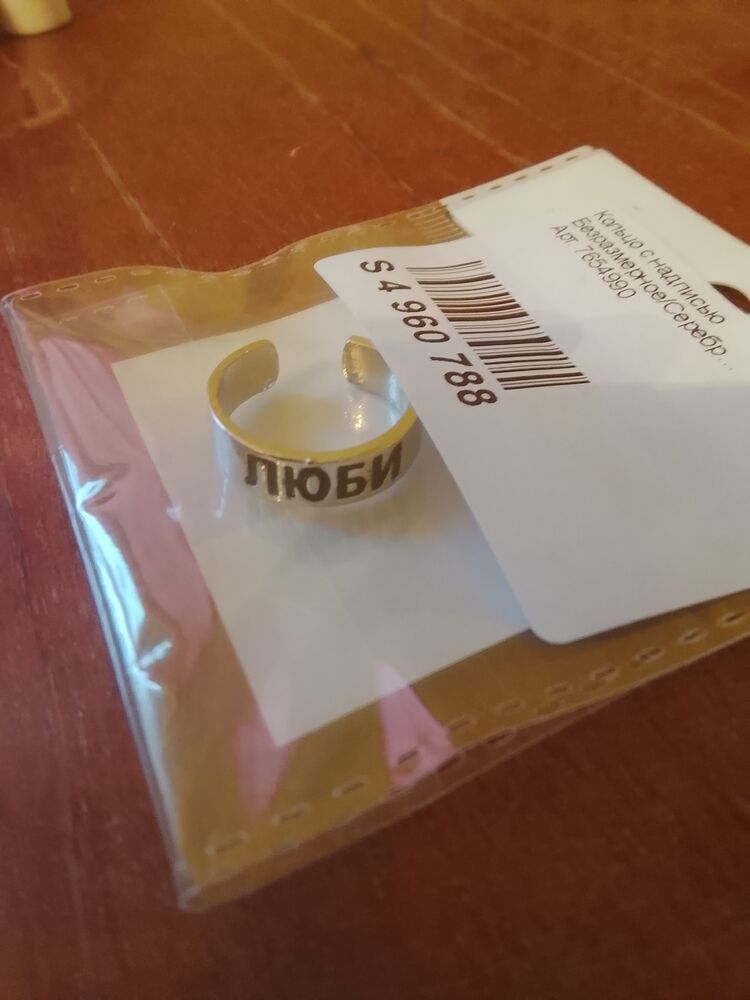 Кольцо с надписью
Безразмерное/Серебр...
Арт. 7654990
S 4 960 788
ЛЮБИ